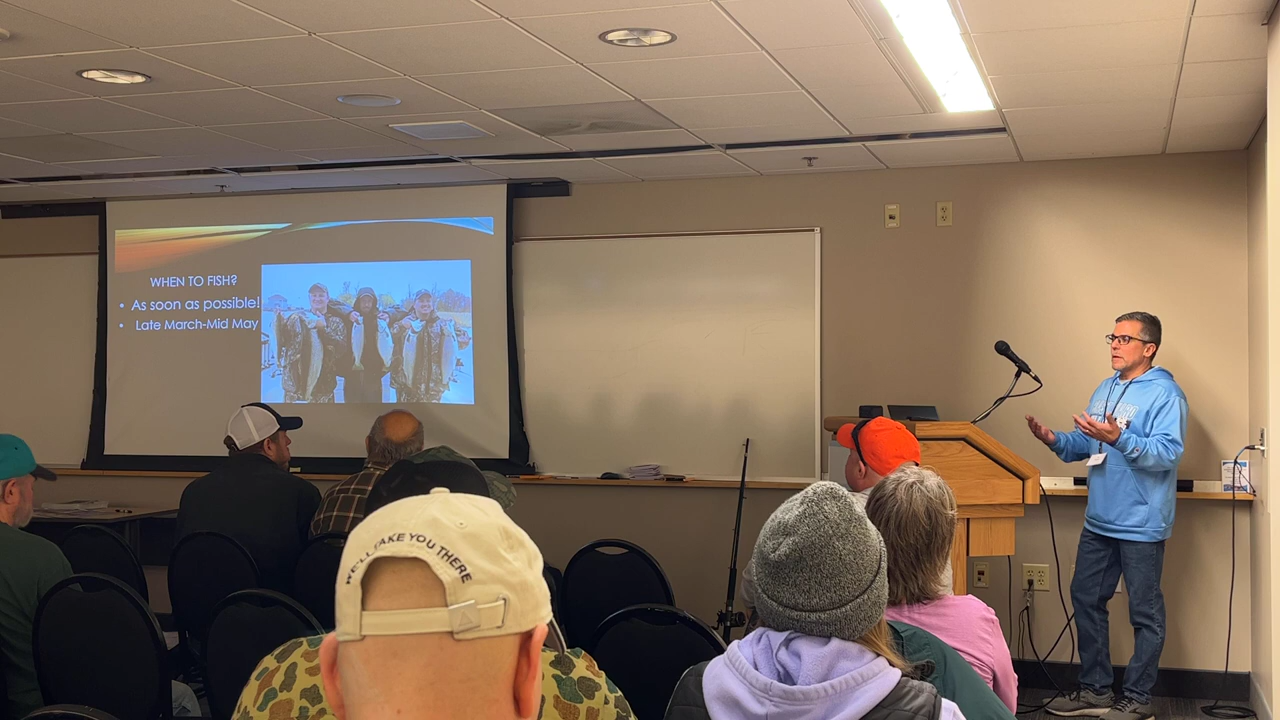 WHEN TO FISH?
• As soon as possible!
• Late March-Mid May
WE'LL TAKE YOU THERE